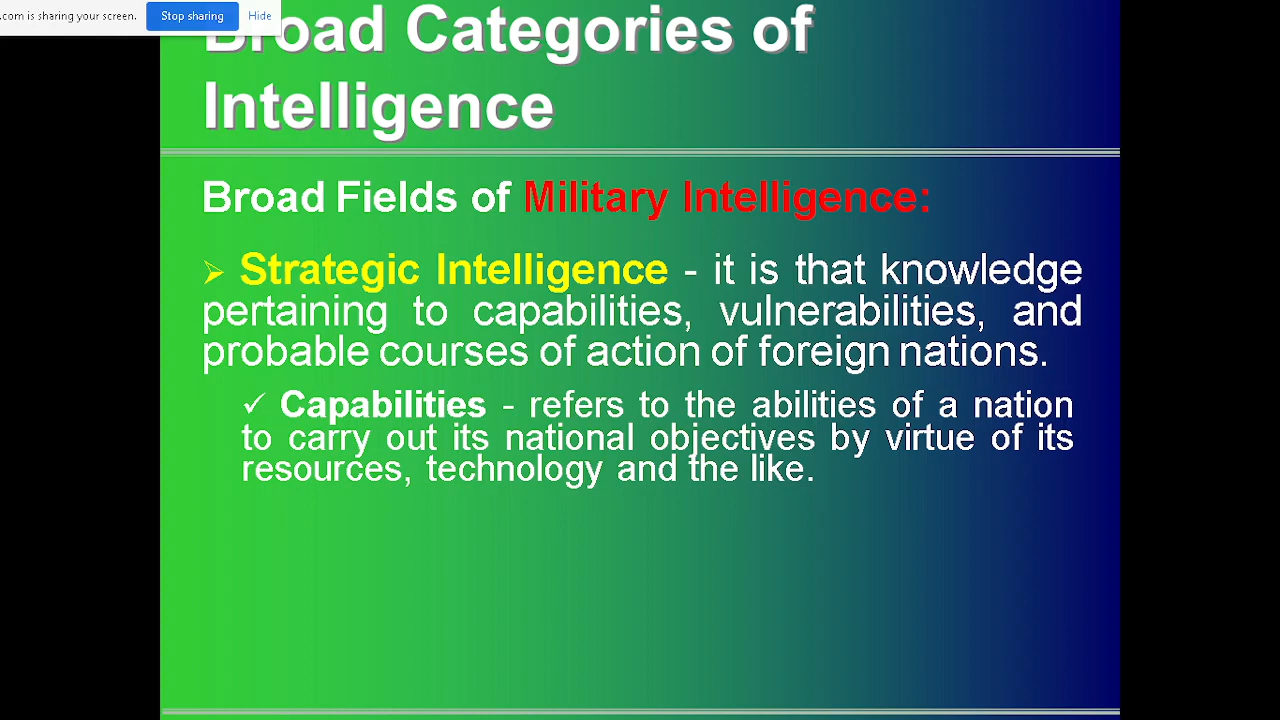 .com is sharing your screen. Stop sharing Hide
Broad Categories of
Intelligence
Broad Fields of Military Intelligence:
➢ Strategic Intelligence - it is that knowledge
pertaining to capabilities, vulnerabilities, and
probable courses of action of foreign nations.
✓ Capabilities - refers to the abilities of a nation
to carry out its national objectives by virtue of its
resources, technology and the like.